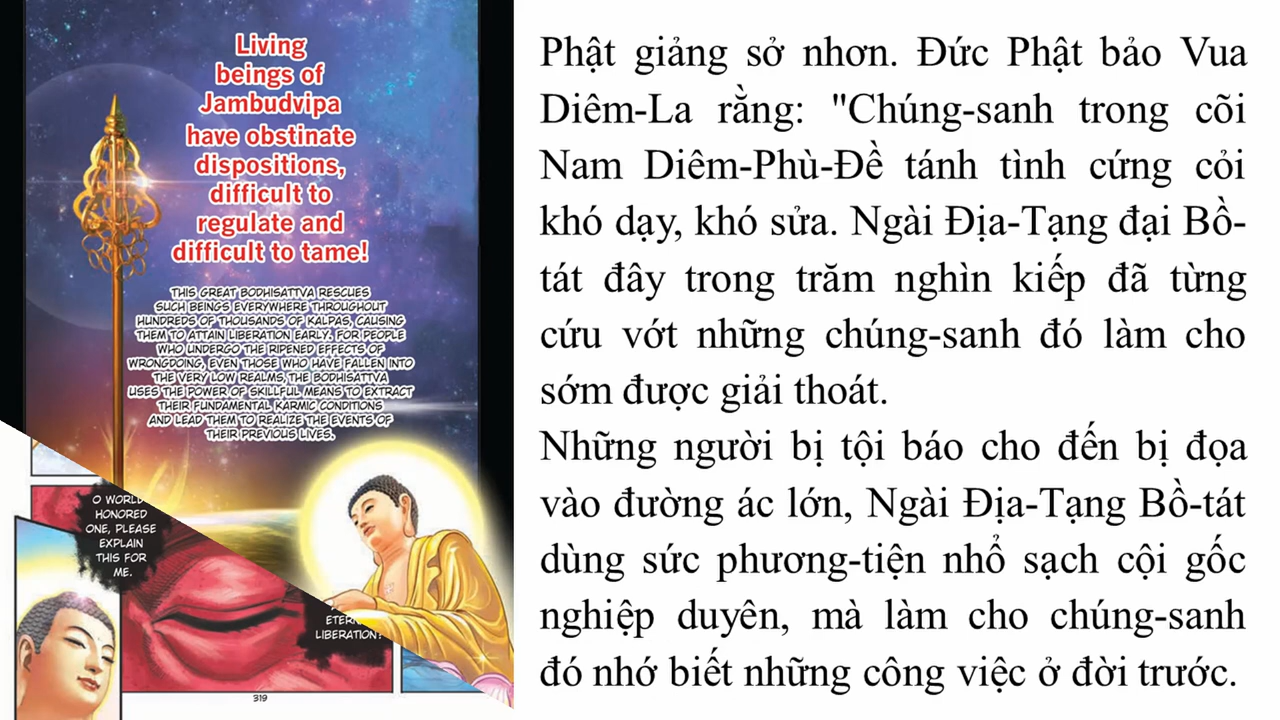 Living
beings of
Jambudvipa
have obstinate
dispositions,
difficult to
regulate and
difficult to tame!
THIS GREAT BODHISATTVA RESCUES
SUCH BEINGS EVERYWHERE THROUGHOUT
HUNDREDS OF THOUSANDS OF KALPAS, CAUSING
THEM TO ATTAIN LIBERATION EARLY. FOR PEOPLE
WHO UNDERGO THE RIPENED EFFECTS OF
WRONGDOING, EVEN THOSE WHO HAVE FALLEN INTO
THE VERY LOW REALMS, THE BODHISATTVA
USES THE POWER OF SKILLFUL MEANS TO EXTRACT
THEIR FUNDAMENTAL KARMIC CONDITIONS
AND LEAD THEM TO REALIZE THE EVENTS OF
THEIR PREVIOUS LIVES.
O WORLD
HONORED
ONE, PLEASE
EXPLAIN
THIS FOR
ME.
LIBERATION?
319
Phật giảng sở nhơn. Đức Phật bảo Vua
Diêm-La rằng: "Chúng-sanh trong cõi
Nam Diêm-Phù-Đề tánh tình cứng cỏi
khó dạy, khó sửa. Ngài Địa-Tạng đại Bồ-
tát đây trong trăm nghìn kiếp đã từng
cứu vớt những chúng-sanh đó làm cho
sớm được giải thoát.
Những người bị tội báo cho đến bị đọa
vào đường ác lớn, Ngài Địa-Tạng Bồ-tát
dùng sức phương-tiện nhổ sạch cội gốc
nghiệp duyên, mà làm cho chúng-sanh
đó nhớ biết những công việc ở đời trước.